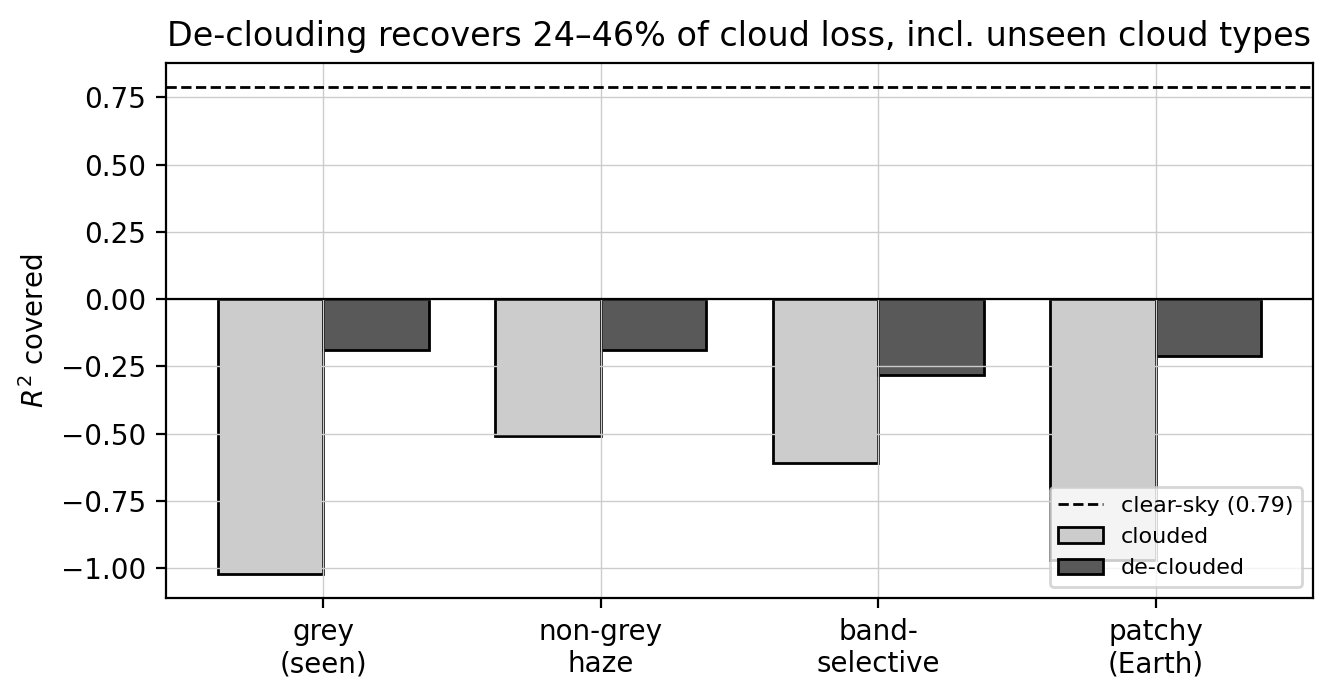 De-clouding recovers 24–46% of cloud loss, incl. unseen cloud types
R² covered
0.75
0.50
0.25
0.00
−0.25
−0.50
−0.75
−1.00
clear-sky (0.79)
clouded
de-clouded
grey
(seen)
non-grey
haze
band-
selective
patchy
(Earth)